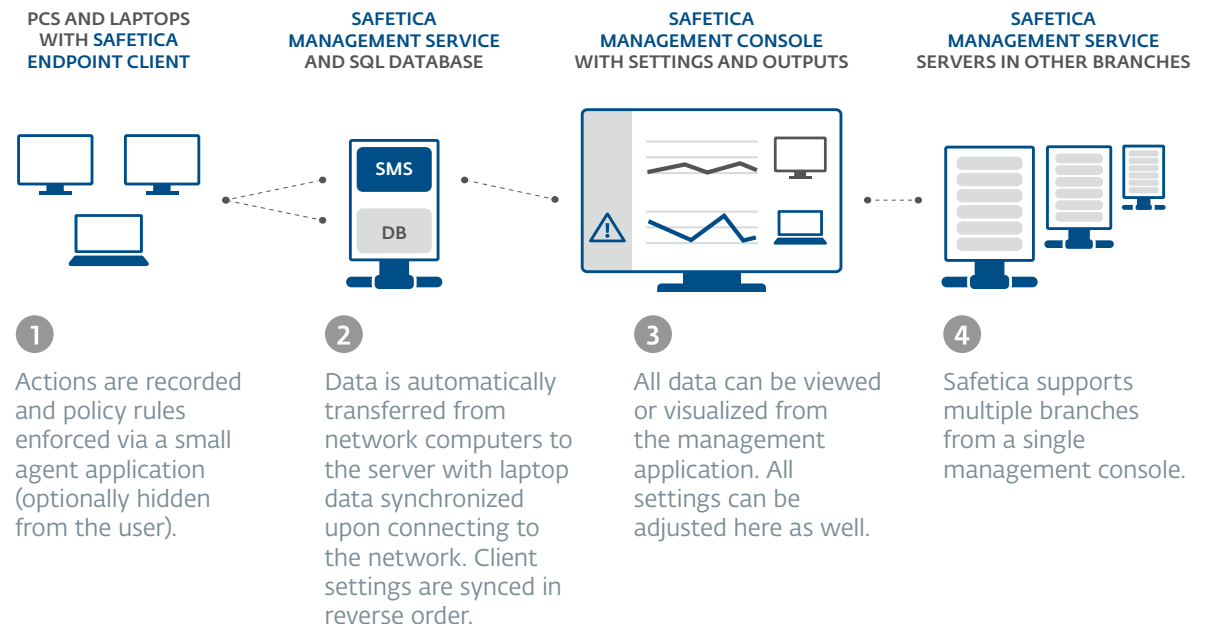 PCS AND LAPTOPS
WITH SAFETICA
ENDPOINT CLIENT
SAFETICA
MANAGEMENT SERVICE
AND SQL DATABASE
SAFETICA
MANAGEMENT CONSOLE
WITH SETTINGS AND OUTPUTS
SAFETICA
MANAGEMENT SERVICE
SERVERS IN OTHER BRANCHES
SMS
DB
!
1
Actions are recorded
and policy rules
enforced via a small
agent application
(optionally hidden
from the user).
2
Data is automatically
transferred from
network computers to
the server with laptop
data synchronized
upon connecting to
the network. Client
settings are synced in
reverse order.
3
All data can be viewed
or visualized from
the management
application. All
settings can be
adjusted here as well.
4
Safetica supports
multiple branches
from a single
management console.